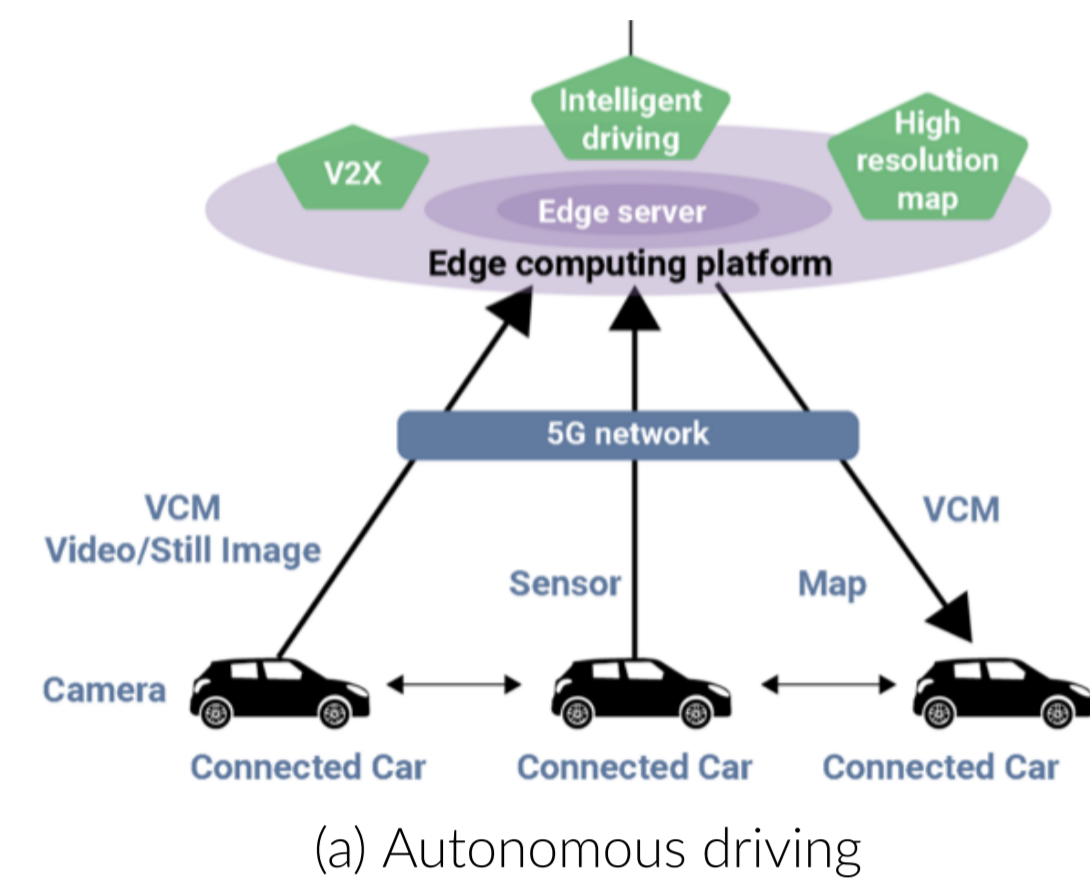 Intelligent
driving
High
resolution
map
V2X
Edge server
Edge computing platform
5G network
VCM
Video/Still Image
VCM
Sensor
Map
Camera
Connected Car
Connected Car
Connected Car
(a) Autonomous driving